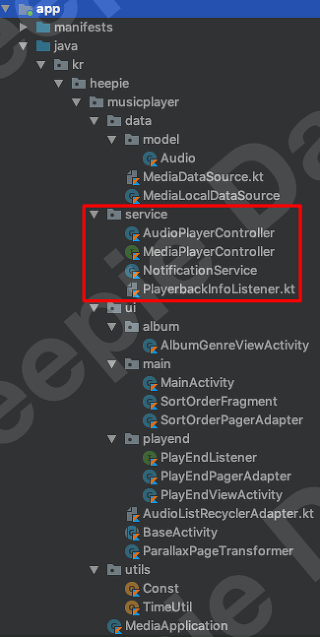 app
manifests
java
kr
heepie
musicplayer
data
model
Audio
MediaDataSource.kt
MediaLocalDataSource
service
AudioPlayerController
MediaPlayerController
NotificationService
PlayerbackInfoListener.kt
ui
album
AlbumGenreViewActivity
main
MainActivity
SortOrderFragment
SortOrderPagerAdapter
playend
PlayEndListener
PlayEndPagerAdapter
PlayEndViewActivity
AudioListRecyclerAdapter.kt
BaseActivity
ParallaxPageTransformer
utils
Const
TimeUtil
MediaApplication